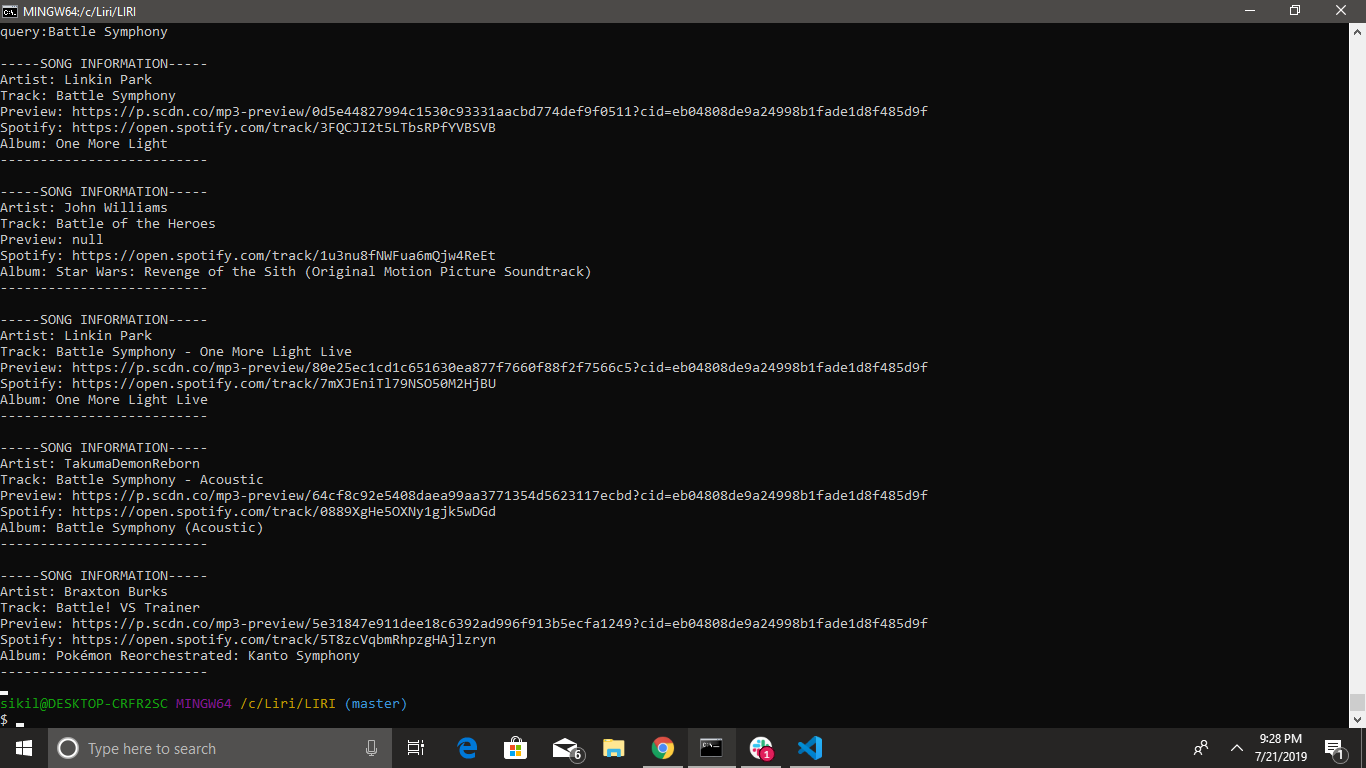 MINGW64:/c/Liri/LIRI
query:Battle Symphony
-----SONG INFORMATION-----
Artist: Linkin Park
Track: Battle Symphony
Preview: https://p.scdn.co/mp3-preview/0d5e44827994c1530c93331aacbd774def9f0511?cid=eb04808de9a24998b1fade1d8f485d9f
Spotify: https://open.spotify.com/track/3FQCJI2t5LTbsRPfYVBSVB
Album: One More Light
--------------------------
-----SONG INFORMATION-----
Artist: John Williams
Track: Battle of the Heroes
Preview: null
Spotify: https://open.spotify.com/track/1u3nu8fNWFua6mQjw4ReEt
Album: Star Wars: Revenge of the Sith (Original Motion Picture Soundtrack)
--------------------------
-----SONG INFORMATION-----
Artist: Linkin Park
Track: Battle Symphony - One More Light Live
Preview: https://p.scdn.co/mp3-preview/80e25ec1cd1c651630ea877f7660f88f2f7566c5?cid=eb04808de9a24998b1fade1d8f485d9f
Spotify: https://open.spotify.com/track/7mXJEniTl79NSO50M2HjBU
Album: One More Light Live
--------------------------
-----SONG INFORMATION-----
Artist: TakumaDemonReborn
Track: Battle Symphony - Acoustic
Preview: https://p.scdn.co/mp3-preview/64cf8c92e5408daea99aa3771354d5623117ecbd?cid=eb04808de9a24998b1fade1d8f485d9f
Spotify: https://open.spotify.com/track/0889XgHe5OXNy1gjk5wDGd
Album: Battle Symphony (Acoustic)
--------------------------
-----SONG INFORMATION-----
Artist: Braxton Burks
Track: Battle! VS Trainer
Preview: https://p.scdn.co/mp3-preview/5e31847e911dee18c6392ad996f913b5ecfa1249?cid=eb04808de9a24998b1fade1d8f485d9f
Spotify: https://open.spotify.com/track/5T8zcVqbmRhpzgHAjlzryn
Album: Pokémon Reorchestrated: Kanto Symphony
--------------------------
sikil@DESKTOP-CRFR2SC MINGW64 /c/Liri/LIRI (master)
$
Type here to search
6
1
9:28 PM
7/21/2019
1